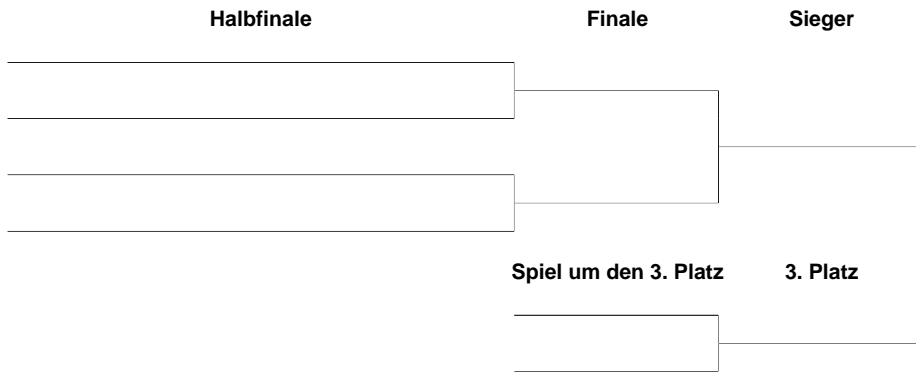 Halbfinale Finale Sieger
Spiel um den 3. Platz 3. Platz